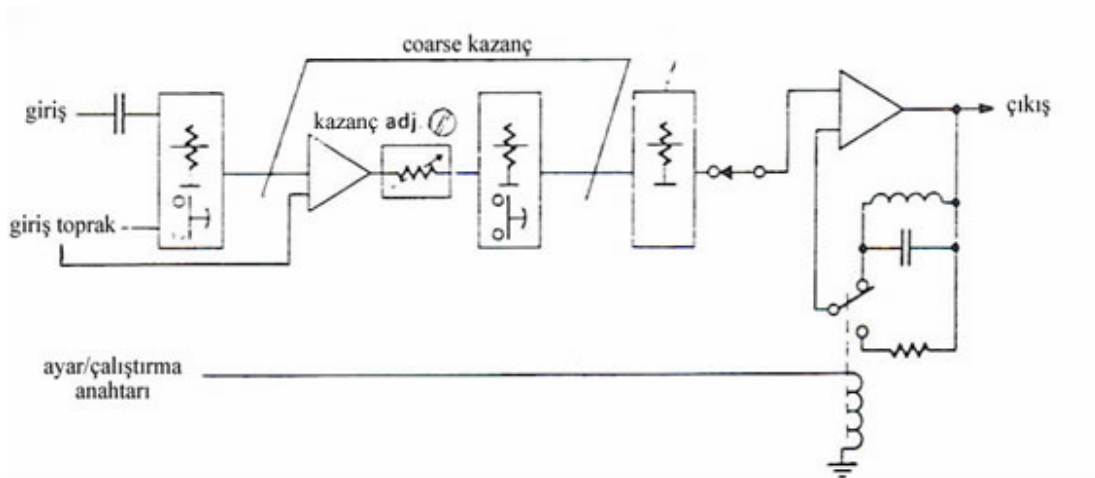 coarse kazanç
giriş
kazanç adj. f
çıkış
giriş toprak
ayar/çalıştırma
anahtarı